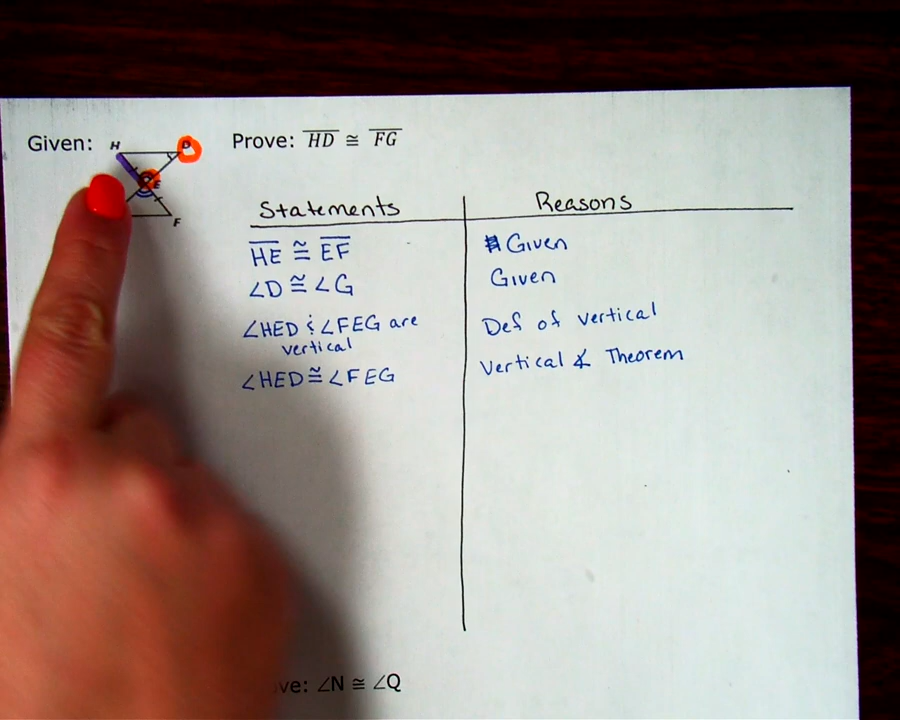 Given: H D Prove: HD ≅ FG
E
F
Statements Reasons
HE ≅ EF Given
∠D ≅ ∠G Given
∠HED & ∠FEG are vertical Def of vertical
∠HED ≅ ∠FEG Vertical ∡ Theorem
ve: ∠N ≅ ∠Q